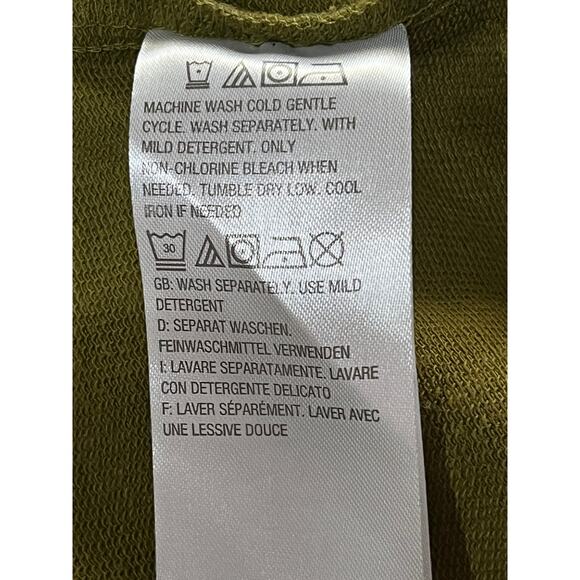 MACHINE WASH COLD GENTLE
CYCLE. WASH SEPARATELY. WITH
MILD DETERGENT. ONLY
NON-CHLORINE BLEACH WHEN
NEEDED. TUMBLE DRY LOW. COOL
IRON IF NEEDED
30
GB: WASH SEPARATELY. USE MILD
DETERGENT
D: SEPARAT WASCHEN.
FEINWASCHMITTEL VERWENDEN
I: LAVARE SEPARATAMENTE. LAVARE
CON DETERGENTE DELICATO
F: LAVER SÉPARÉMENT. LAVER AVEC
UNE LESSIVE DOUCE